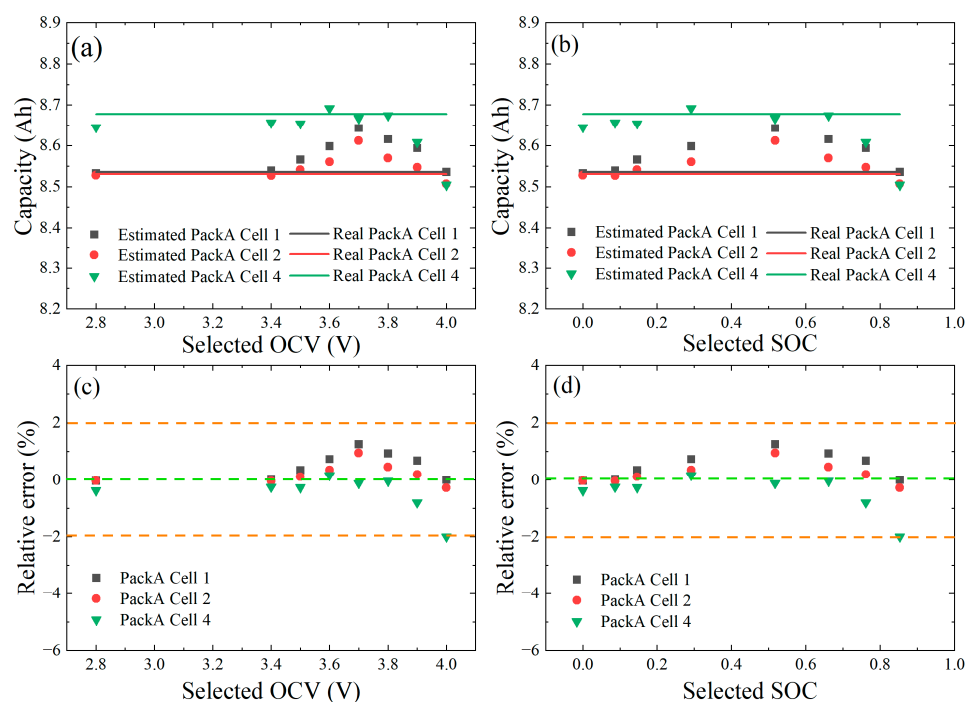 (a)
Capacity (Ah)
8.9
8.8
8.7
8.6
8.5
8.4
8.3
8.2
Estimated PackA Cell 1 Real PackA Cell 1
Estimated PackA Cell 2 Real PackA Cell 2
Estimated PackA Cell 4 Real PackA Cell 4
2.8 3.0 3.2 3.4 3.6 3.8 4.0
Selected OCV (V)
(b)
Capacity (Ah)
8.9
8.8
8.7
8.6
8.5
8.4
8.3
8.2
Estimated PackA Cell 1 Real PackA Cell 1
Estimated PackA Cell 2 Real PackA Cell 2
Estimated PackA Cell 4 Real PackA Cell 4
0.0 0.2 0.4 0.6 0.8 1.0
Selected SOC
(c)
Relative error (%)
4
2
0
−2
−4
−6
PackA Cell 1
PackA Cell 2
PackA Cell 4
2.8 3.0 3.2 3.4 3.6 3.8 4.0
Selected OCV (V)
(d)
Relative error (%)
4
2
0
−2
−4
−6
PackA Cell 1
PackA Cell 2
PackA Cell 4
0.0 0.2 0.4 0.6 0.8 1.0
Selected SOC